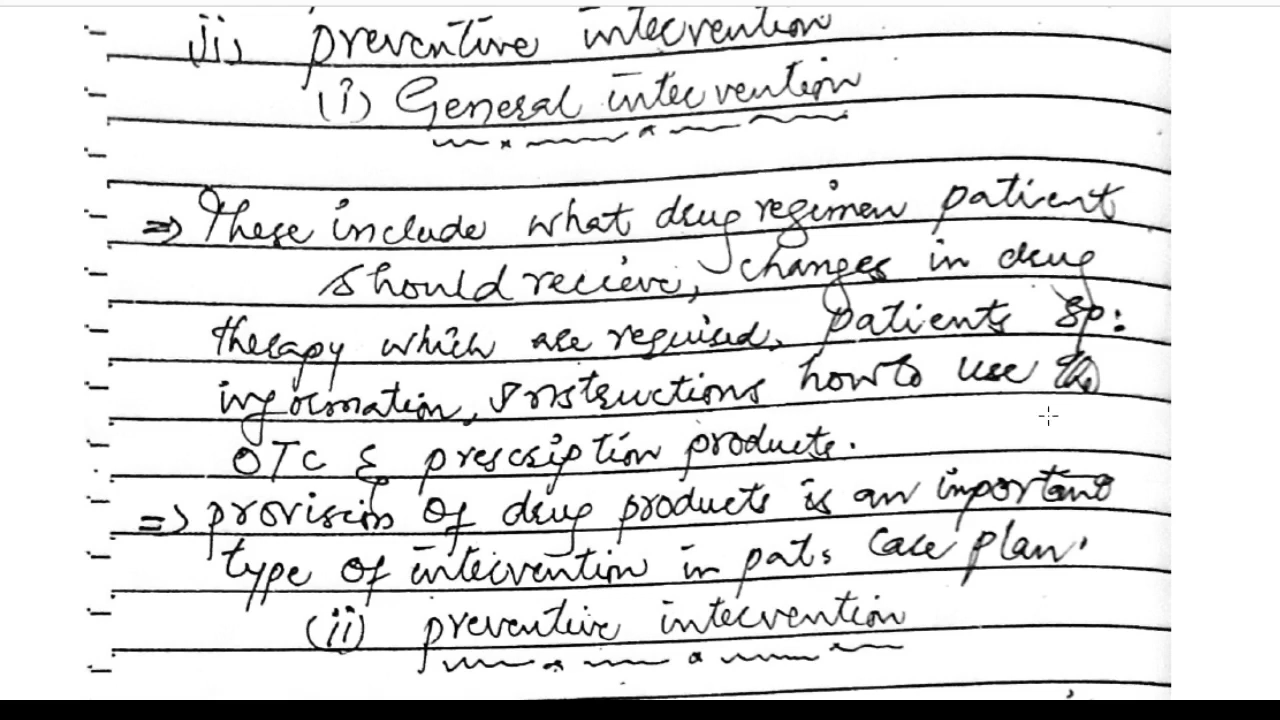 ii) preventive intervention
(i) General intervention
=> These include what drug regimen patient
should recieve, changes in drug
therapy which are required. Patients sp:
information, instructions how to use the
OTC & prescription products.
=> provision of drug products is an important
type of intervention in pat: care plan.
(ii) preventive intervention